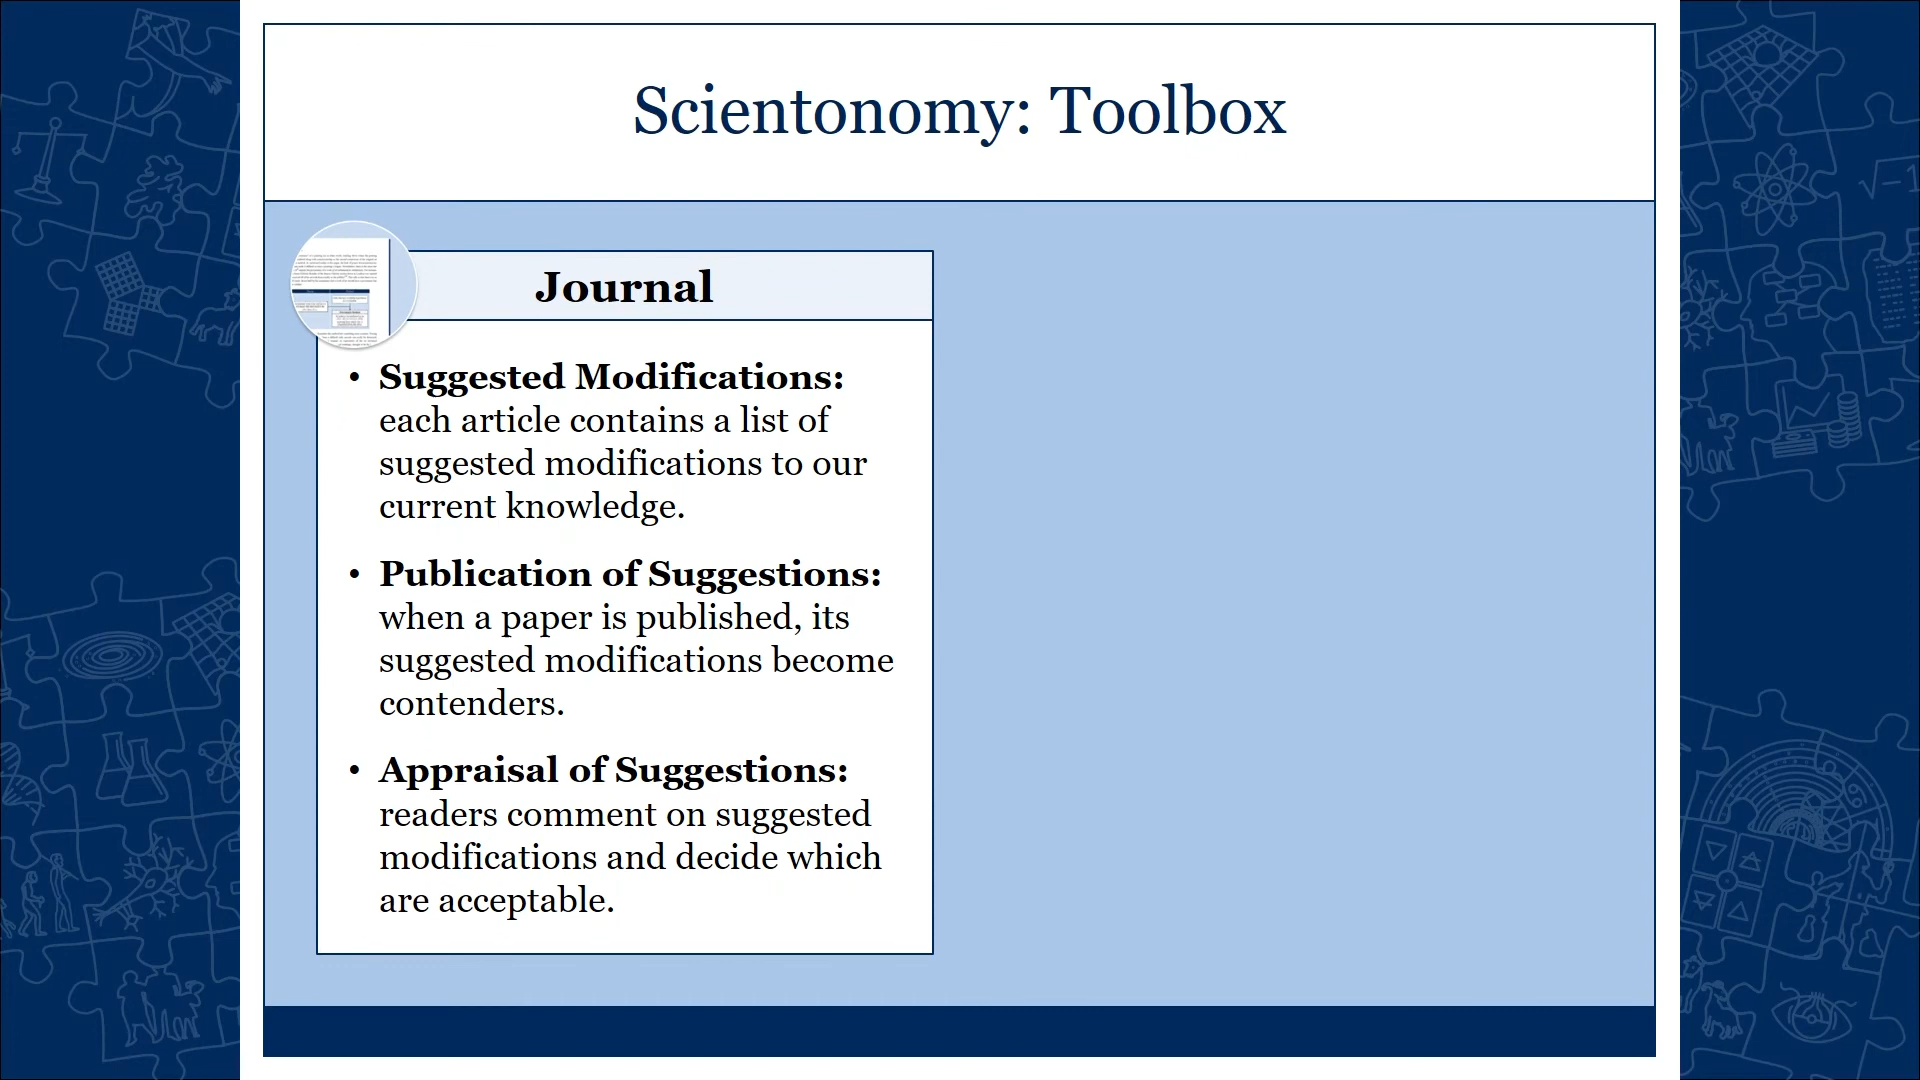 Scientonomy: Toolbox
Journal
• Suggested Modifications:
each article contains a list of
suggested modifications to our
current knowledge.
• Publication of Suggestions:
when a paper is published, its
suggested modifications become
contenders.
• Appraisal of Suggestions:
readers comment on suggested
modifications and decide which
are acceptable.
√-1